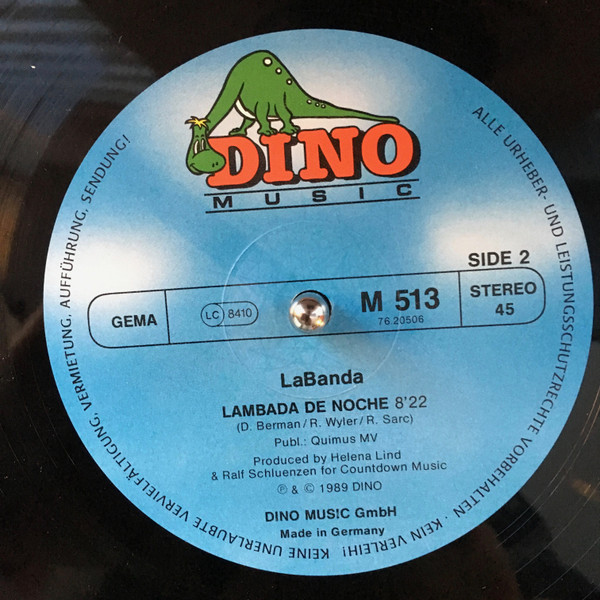 DINO
MUSIC
SIDE 2
GEMA
LC 8410
M 513
76.20506
STEREO
45
LaBanda
LAMBADA DE NOCHE 8'22
(D. Berman/R. Wyler/R. Sarc)
Publ.: Quimus MV
Produced by Helena Lind
& Ralf Schluenzen for Countdown Music
℗ & © 1989 DINO
DINO MUSIC GmbH
Made in Germany
ALLE URHEBER- UND LEISTUNGSSCHUTZRECHTE VORBEHALTEN · KEIN VERLEIH! KEINE UNERLAUBTE VERVIELFÄLTIGUNG, VERMIETUNG, AUFFÜHRUNG, SENDUNG!